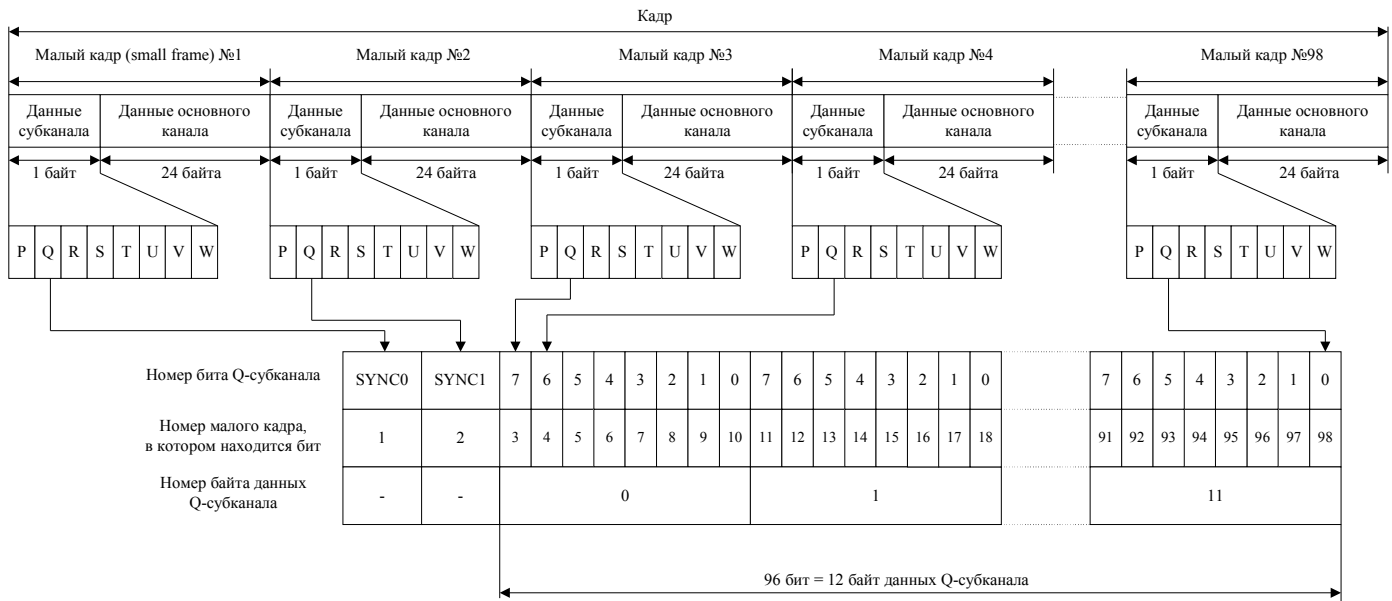 Кадр
Малый кадр (small frame) №1 Малый кадр №2 Малый кадр №3 Малый кадр №4 Малый кадр №98
Данные субканала Данные основного канала Данные субканала Данные основного канала Данные субканала Данные основного канала Данные субканала Данные основного канала Данные субканала Данные основного канала
1 байт 24 байта 1 байт 24 байта 1 байт 24 байта 1 байт 24 байта 1 байт 24 байта
P Q R S T U V W P Q R S T U V W P Q R S T U V W P Q R S T U V W P Q R S T U V W
Номер бита Q-субканала SYNC0 SYNC1 7 6 5 4 3 2 1 0 7 6 5 4 3 2 1 0 7 6 5 4 3 2 1 0
Номер малого кадра,
в котором находится бит 1 2 3 4 5 6 7 8 9 10 11 12 13 14 15 16 17 18 91 92 93 94 95 96 97 98
Номер байта данных
Q-субканала - - 0 1 11
96 бит = 12 байт данных Q-субканала